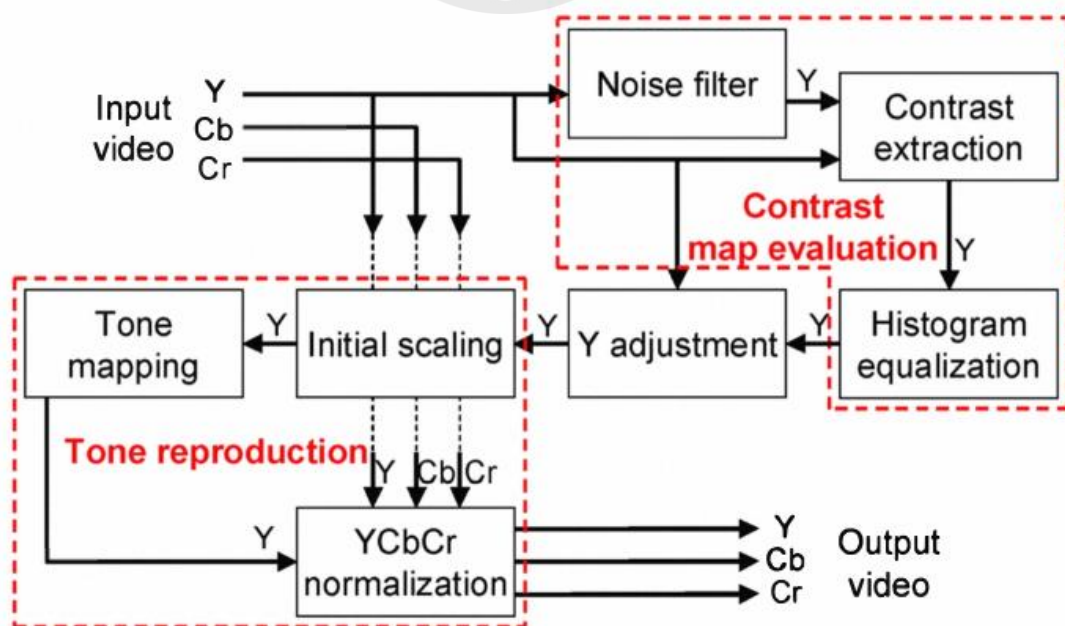 Input
video
Y
Cb
Cr
Noise filter
Y
Contrast
extraction
Contrast
map evaluation
Y
Tone
mapping
Y
Initial scaling
Y
Y adjustment
Y
Histogram
equalization
Tone reproduction
Y
Cb
Cr
Y
YCbCr
normalization
Y
Cb
Cr
Output
video